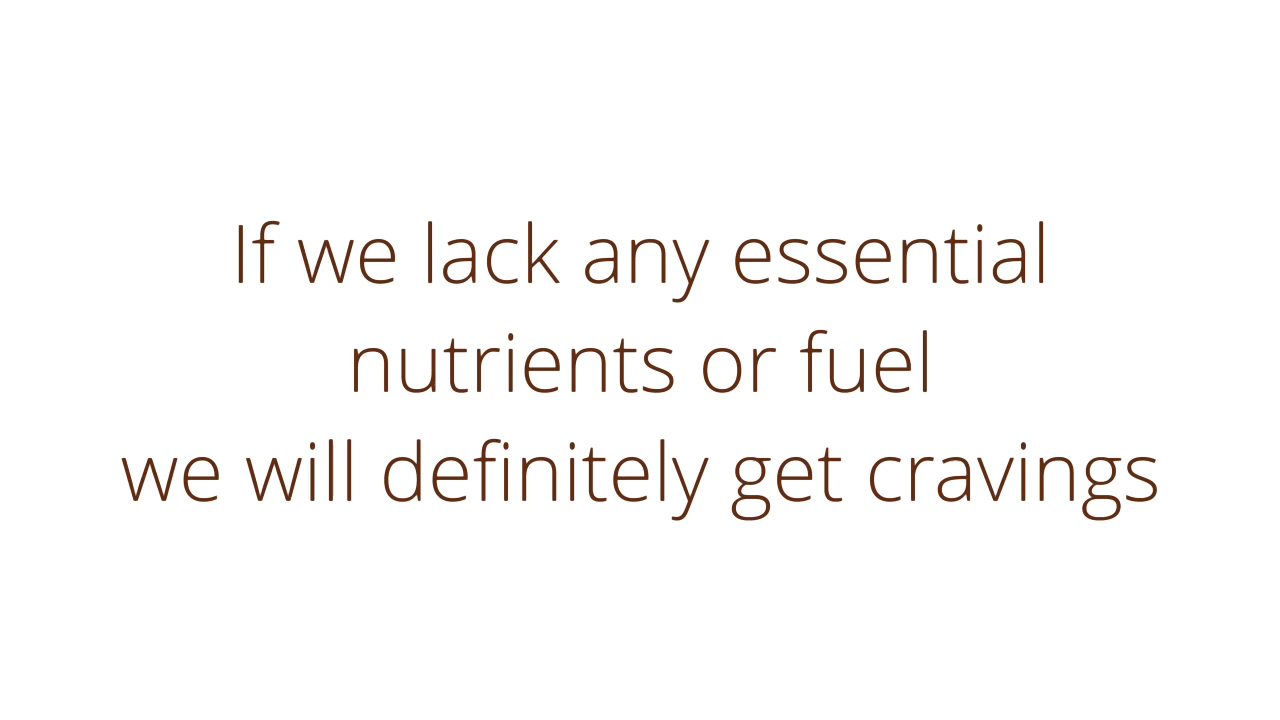 If we lack any essential
nutrients or fuel
we will definitely get cravings